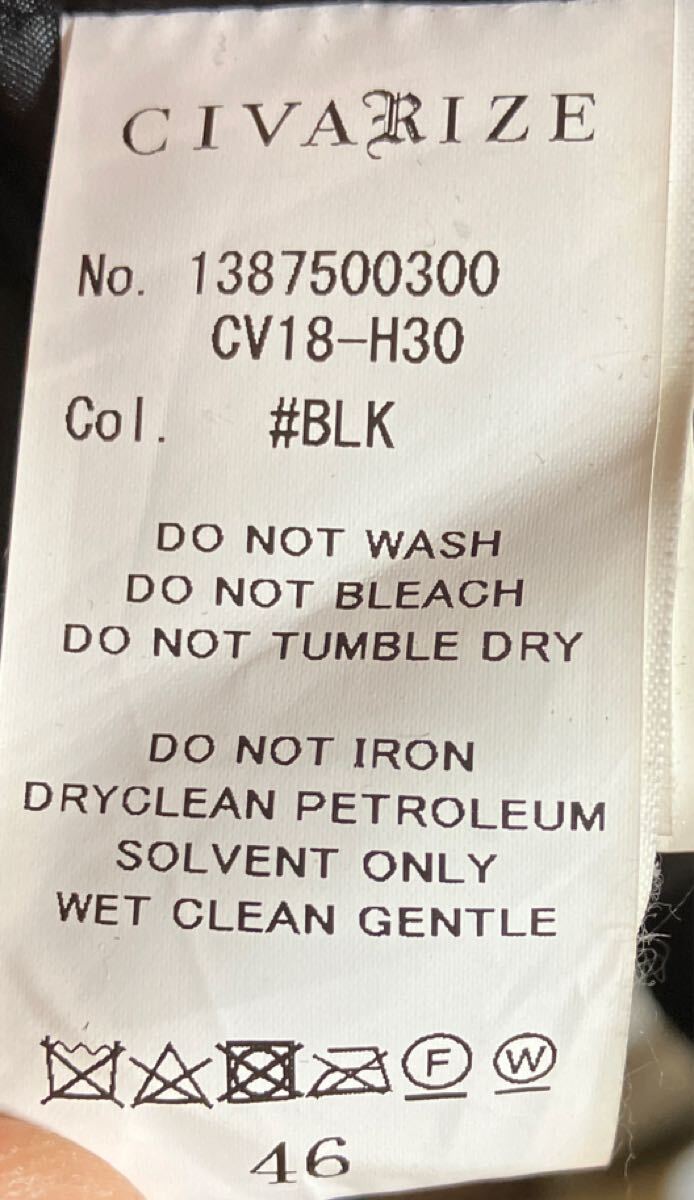 CIVARIZE
No. 1387500300
CV18-H30
Col. #BLK
DO NOT WASH
DO NOT BLEACH
DO NOT TUMBLE DRY
DO NOT IRON
DRYCLEAN PETROLEUM
SOLVENT ONLY
WET CLEAN GENTLE
F W
46